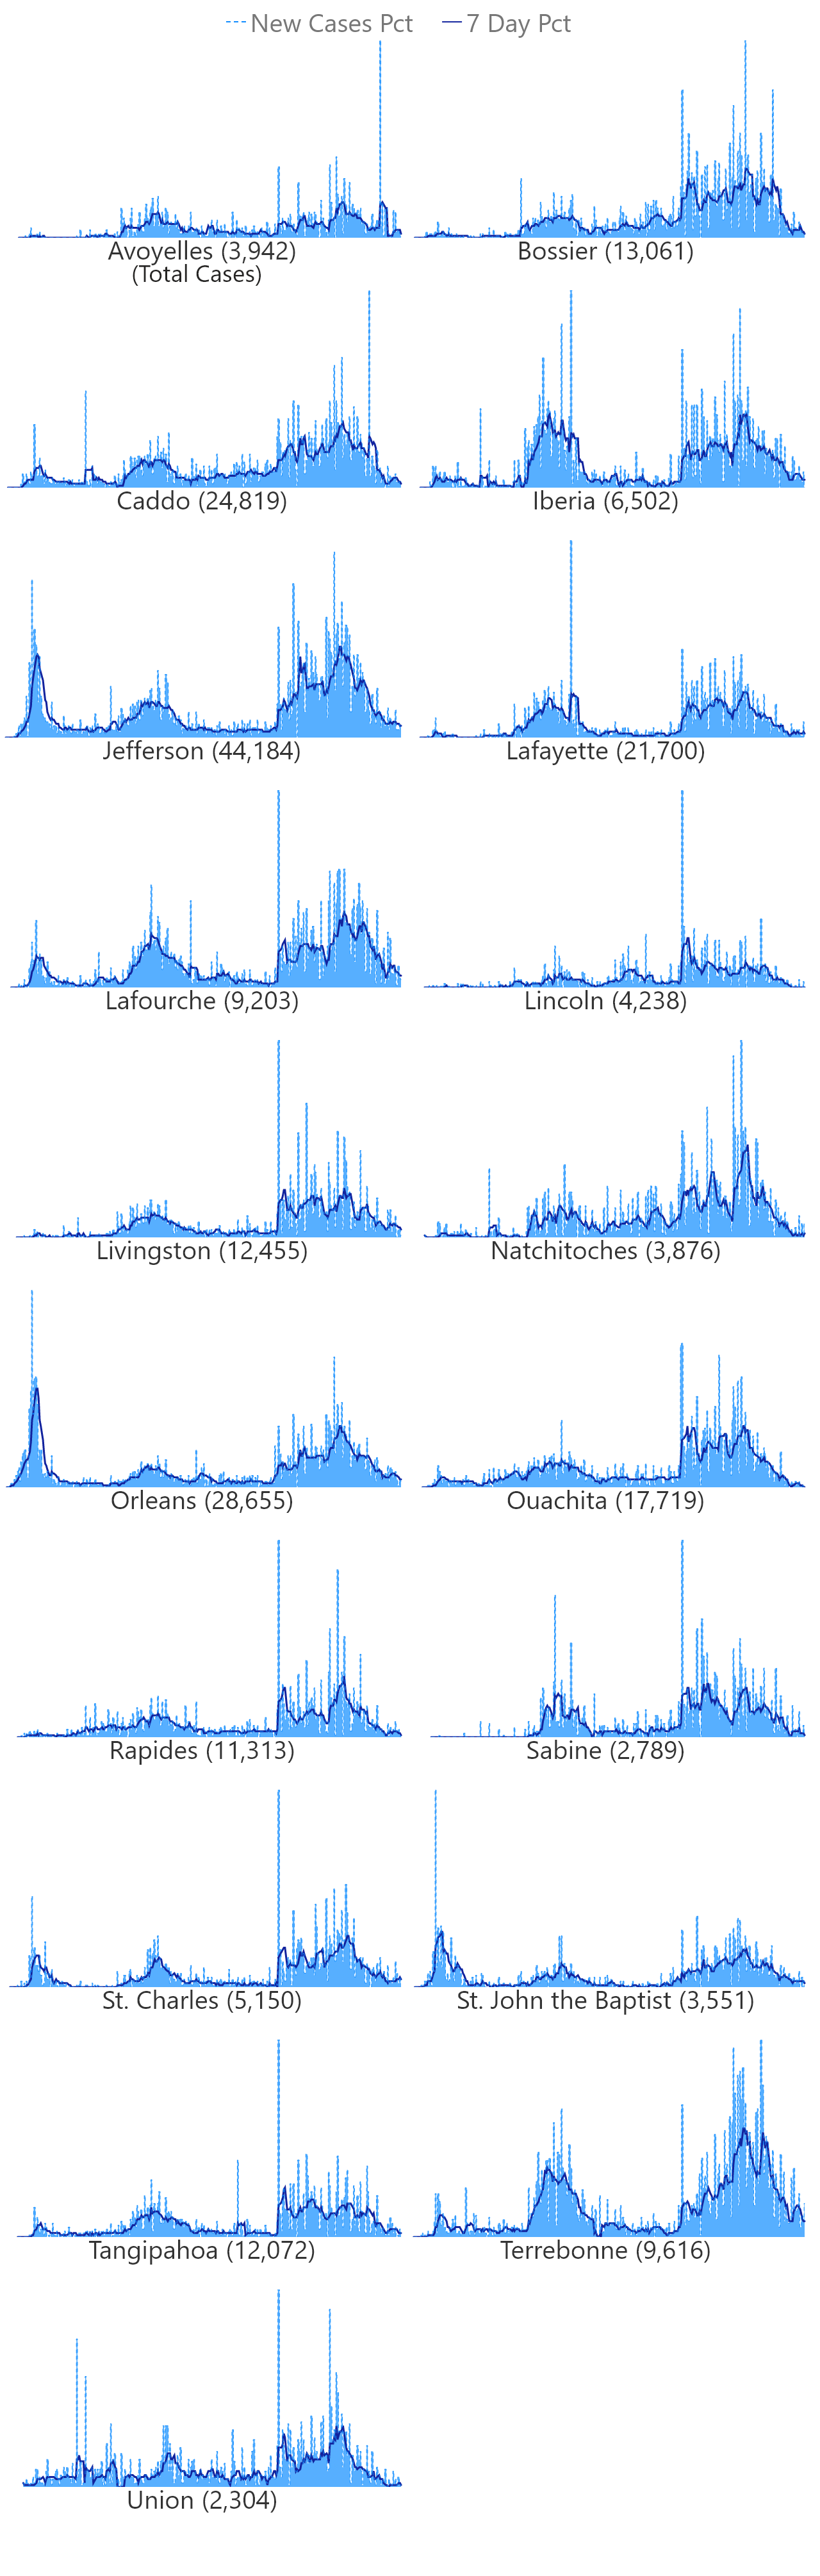 New Cases Pct 7 Day Pct
Avoyelles (3,942) Bossier (13,061)
(Total Cases)
Caddo (24,819) Iberia (6,502)
Jefferson (44,184) Lafayette (21,700)
Lafourche (9,203) Lincoln (4,238)
Livingston (12,455) Natchitoches (3,876)
Orleans (28,655) Ouachita (17,719)
Rapides (11,313) Sabine (2,789)
St. Charles (5,150) St. John the Baptist (3,551)
Tangipahoa (12,072) Terrebonne (9,616)
Union (2,304)